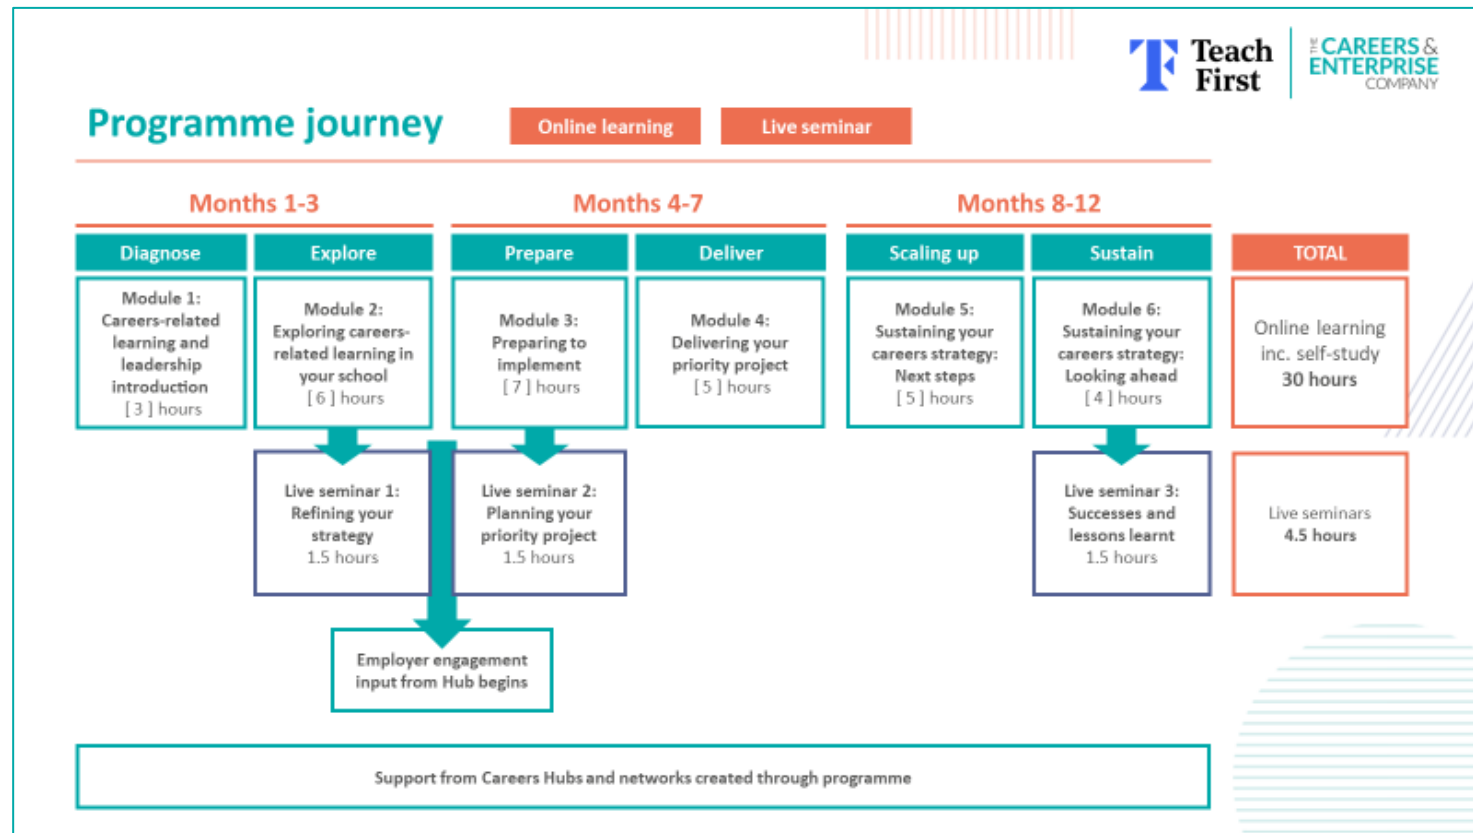 Teach
First
THE
CAREERS &
ENTERPRISE
COMPANY
Programme journey
Online learning
Live seminar
Months 1-3
Months 4-7
Months 8-12
Diagnose
Explore
Prepare
Deliver
Scaling up
Sustain
TOTAL
Module 1:
Careers-related
learning and
leadership
introduction
[ 3 ] hours
Module 2:
Exploring careers-
related learning in
your school
[ 6 ] hours
Module 3:
Preparing to
implement
[ 7 ] hours
Module 4:
Delivering your
priority project
[ 5 ] hours
Module 5:
Sustaining your
careers strategy:
Next steps
[ 5 ] hours
Module 6:
Sustaining your
careers strategy:
Looking ahead
[ 4 ] hours
Online learning
inc. self-study
30 hours
Live seminar 1:
Refining your
strategy
1.5 hours
Live seminar 2:
Planning your
priority project
1.5 hours
Live seminar 3:
Successes and
lessons learnt
1.5 hours
Live seminars
4.5 hours
Employer engagement
input from Hub begins
Support from Careers Hubs and networks created through programme